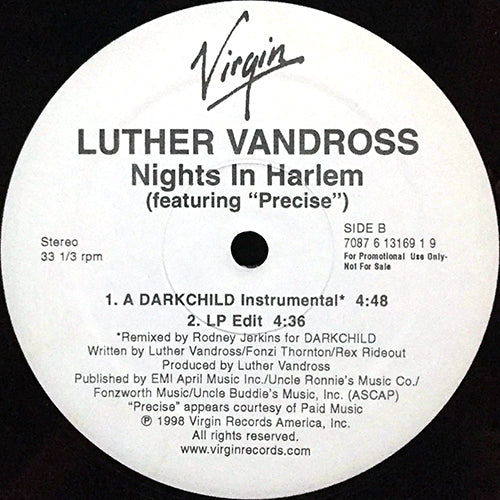 Virgin
LUTHER VANDROSS
Nights In Harlem
(featuring "Precise")
Stereo
33 1/3 rpm
SIDE B
7087 6 13169 1 9
For Promotional Use Only-
Not For Sale
1. A DARKCHILD Instrumental* 4:48
2. LP Edit 4:36
*Remixed by Rodney Jerkins for DARKCHILD
Written by Luther Vandross/Fonzi Thornton/Rex Rideout
Produced by Luther Vandross
Published by EMI April Music Inc./Uncle Ronnie's Music Co./
Fonzworth Music/Uncle Buddie's Music, Inc. (ASCAP)
"Precise" appears courtesy of Paid Music
℗ 1998 Virgin Records America, Inc.
All rights reserved.
www.virginrecords.com